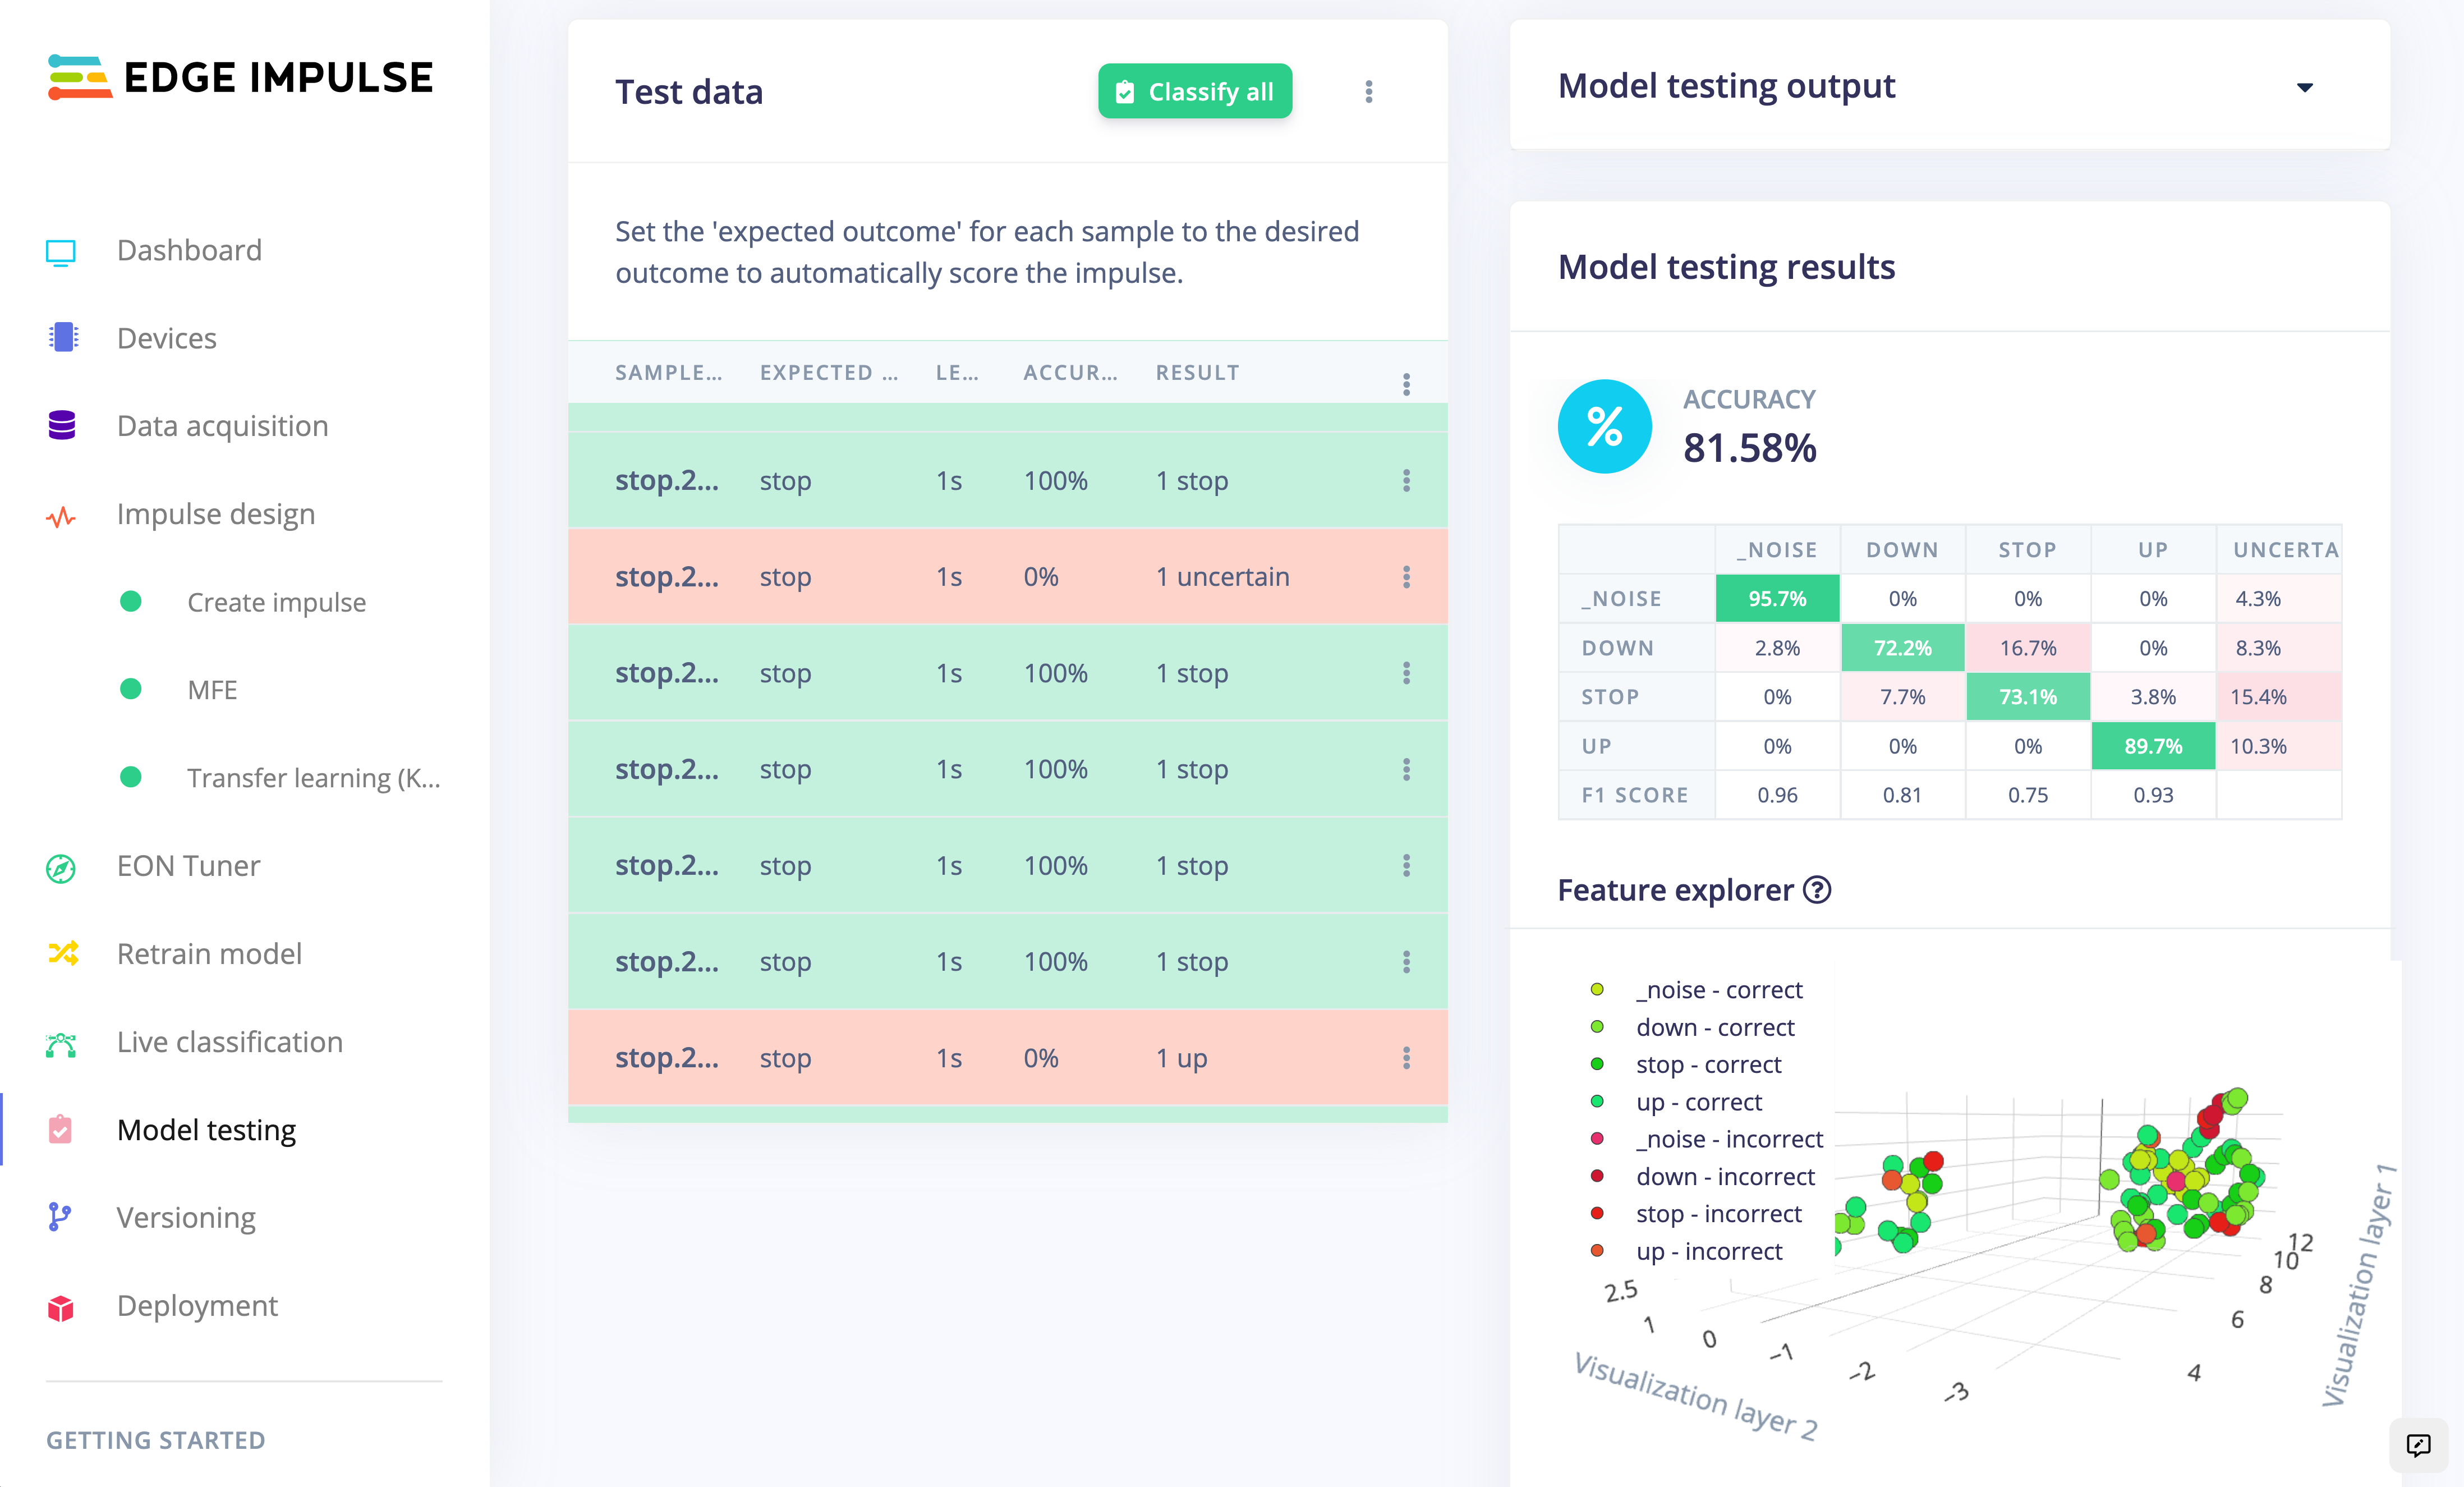 EDGE IMPULSE
Dashboard
Devices
Data acquisition
Impulse design
Create impulse
MFE
Transfer learning (K...
EON Tuner
Retrain model
Live classification
Model testing
Versioning
Deployment
GETTING STARTED
Test data
Classify all
Set the 'expected outcome' for each sample to the desired
outcome to automatically score the impulse.
SAMPLE... EXPECTED ... LE... ACCUR... RESULT
stop.2... stop 1s 100% 1 stop
stop.2... stop 1s 0% 1 uncertain
stop.2... stop 1s 100% 1 stop
stop.2... stop 1s 100% 1 stop
stop.2... stop 1s 100% 1 stop
stop.2... stop 1s 100% 1 stop
stop.2... stop 1s 0% 1 up
Model testing output
Model testing results
%
ACCURACY
81.58%
_NOISE DOWN STOP UP UNCERTA
_NOISE 95.7% 0% 0% 0% 4.3%
DOWN 2.8% 72.2% 16.7% 0% 8.3%
STOP 0% 7.7% 73.1% 3.8% 15.4%
UP 0% 0% 0% 89.7% 10.3%
F1 SCORE 0.96 0.81 0.75 0.93
Feature explorer ?
_noise - correct
down - correct
stop - correct
up - correct
_noise - incorrect
down - incorrect
stop - incorrect
up - incorrect
2.5
1
0
−1
−2
−3
Visualization layer 2
4
6
8
10
12
Visualization layer 1